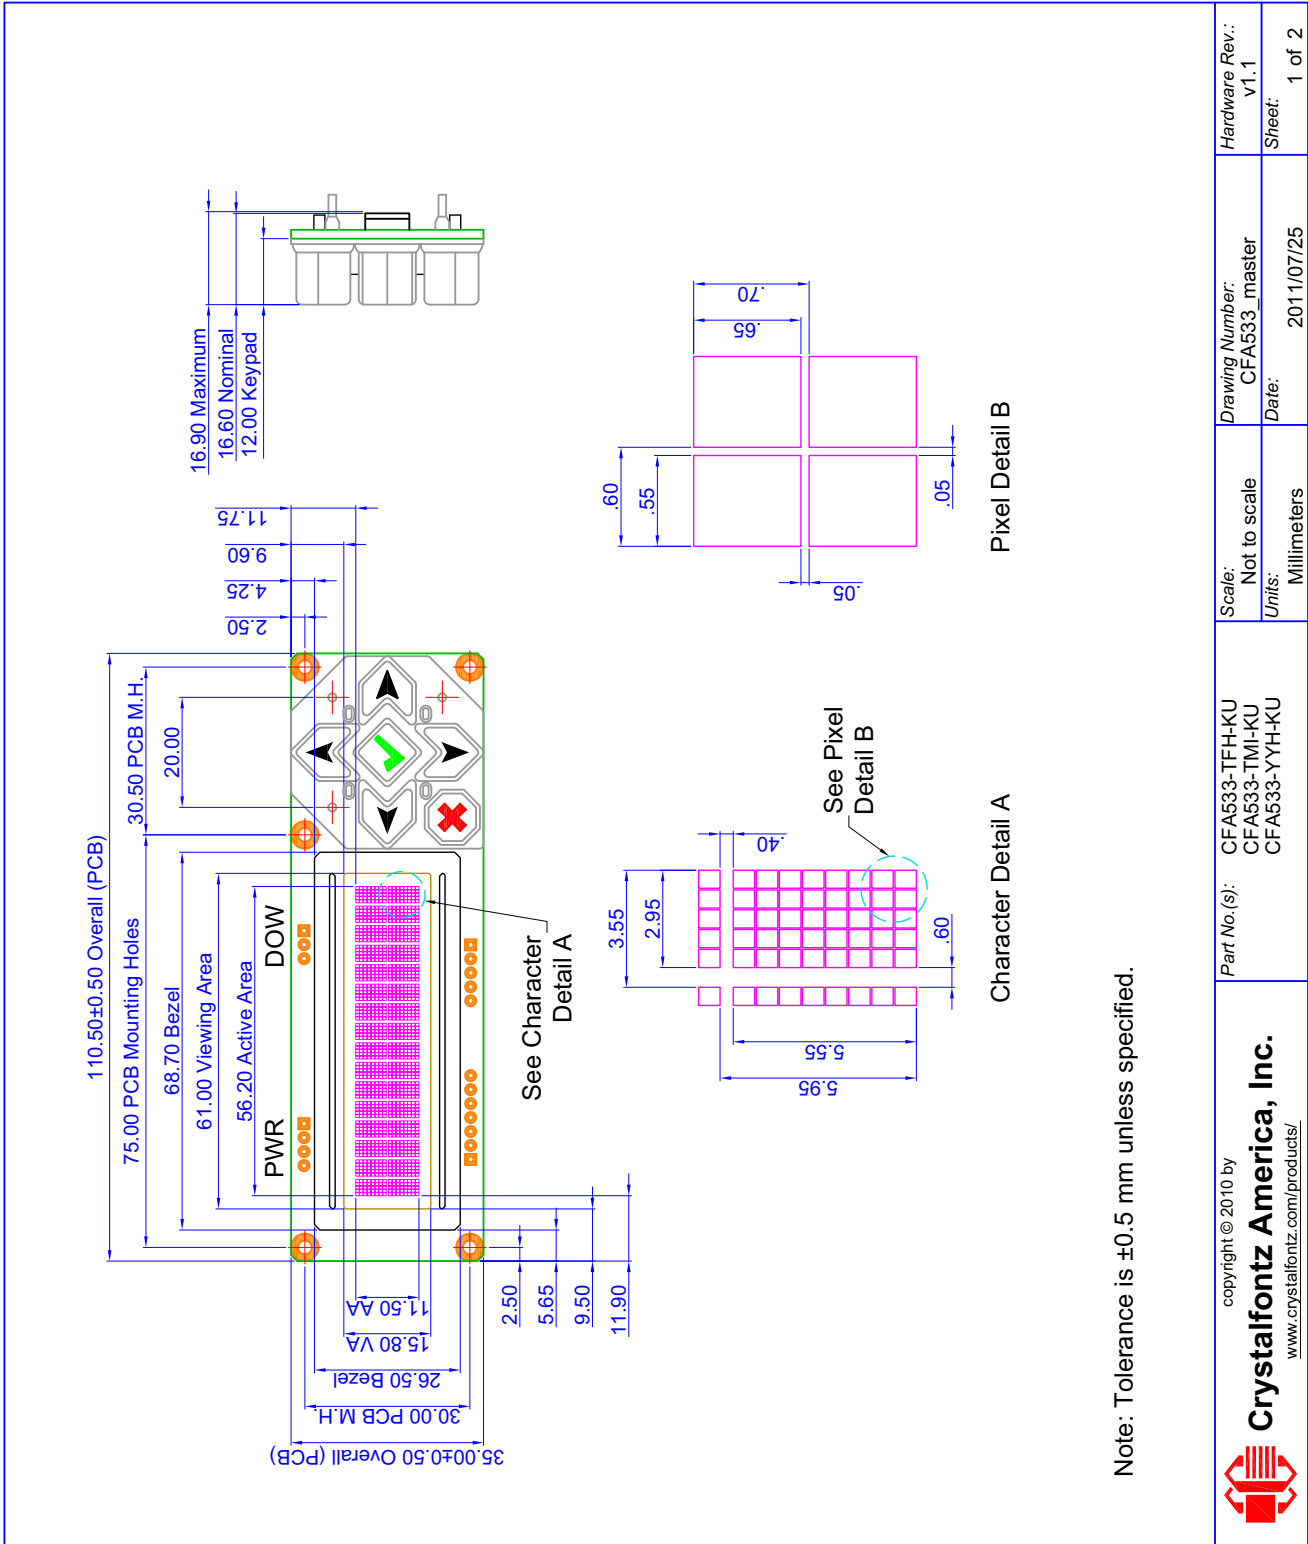 110.50±0.50 Overall (PCB)
75.00 PCB Mounting Holes
30.50 PCB M.H.
68.70 Bezel
20.00
61.00 Viewing Area
56.20 Active Area
PWR
DOW
2.50
4.25
9.60
11.75
16.90 Maximum
16.60 Nominal
12.00 Keypad
35.00±0.50 Overall (PCB)
30.00 PCB M.H.
26.50 Bezel
15.80 VA
11.50 AA
2.50
5.65
9.50
11.90
See Character
Detail A
3.55
2.95
.40
5.95
5.55
.60
See Pixel
Detail B
Character Detail A
.60
.55
.70
.65
.05
.05
Pixel Detail B
Note: Tolerance is ±0.5 mm unless specified.
copyright © 2010 by
Crystalfontz America, Inc.
www.crystalfontz.com/products/
Part No.(s):
CFA533-TFH-KU
CFA533-TMI-KU
CFA533-YYH-KU
Scale:
Not to scale
Units:
Millimeters
Drawing Number:
CFA533_master
Date:
2011/07/25
Hardware Rev.:
v1.1
Sheet:
1 of 2